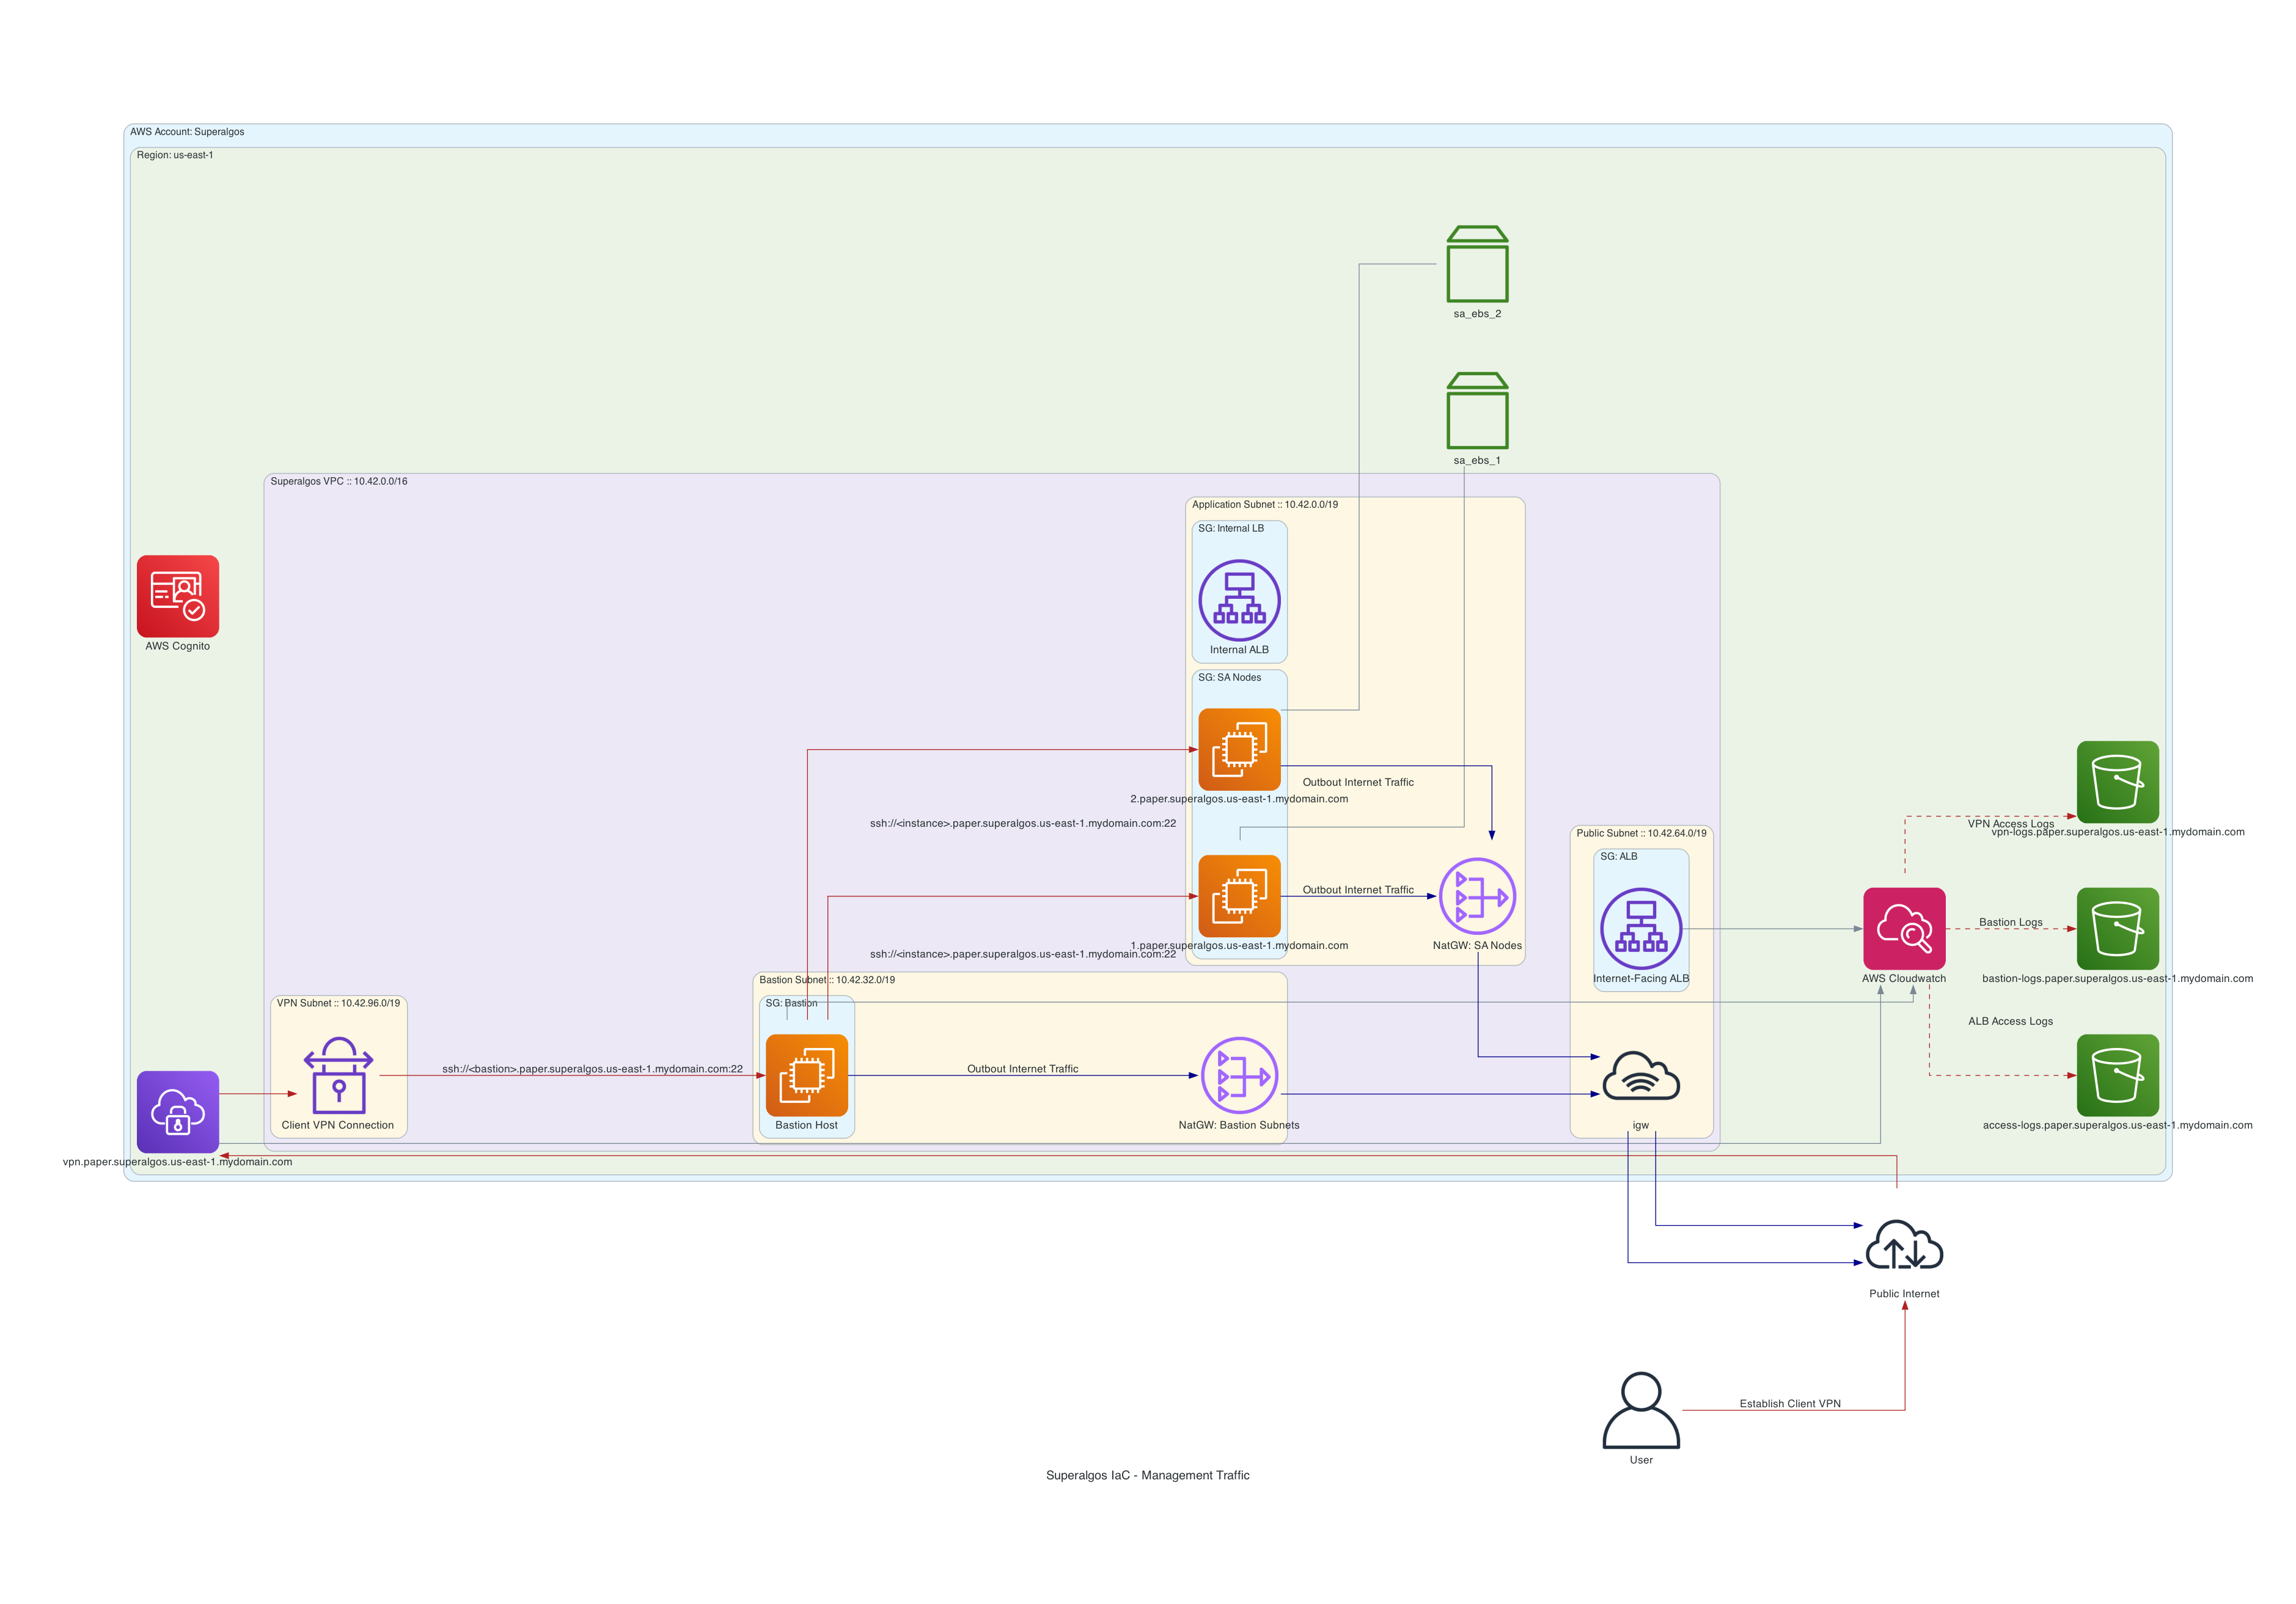 AWS Account: Superalgos
Region: us-east-1
sa_ebs_2
sa_ebs_1
Superalgos VPC :: 10.42.0.0/16
Application Subnet :: 10.42.0.0/19
SG: Internal LB
Internal ALB
AWS Cognito
SG: SA Nodes
2.paper.superalgos.us-east-1.mydomain.com
Outbout Internet Traffic
ssh://<instance>.paper.superalgos.us-east-1.mydomain.com:22
1.paper.superalgos.us-east-1.mydomain.com
Outbout Internet Traffic
NatGW: SA Nodes
ssh://<instance>.paper.superalgos.us-east-1.mydomain.com:22
Public Subnet :: 10.42.64.0/19
SG: ALB
Internet-Facing ALB
igw
VPN Access Logs
vpn-logs.paper.superalgos.us-east-1.mydomain.com
AWS Cloudwatch
Bastion Logs
bastion-logs.paper.superalgos.us-east-1.mydomain.com
ALB Access Logs
access-logs.paper.superalgos.us-east-1.mydomain.com
Bastion Subnet :: 10.42.32.0/19
SG: Bastion
Bastion Host
Outbout Internet Traffic
NatGW: Bastion Subnets
VPN Subnet :: 10.42.96.0/19
Client VPN Connection
ssh://<bastion>.paper.superalgos.us-east-1.mydomain.com:22
vpn.paper.superalgos.us-east-1.mydomain.com
Public Internet
Establish Client VPN
User
Superalgos IaC - Management Traffic